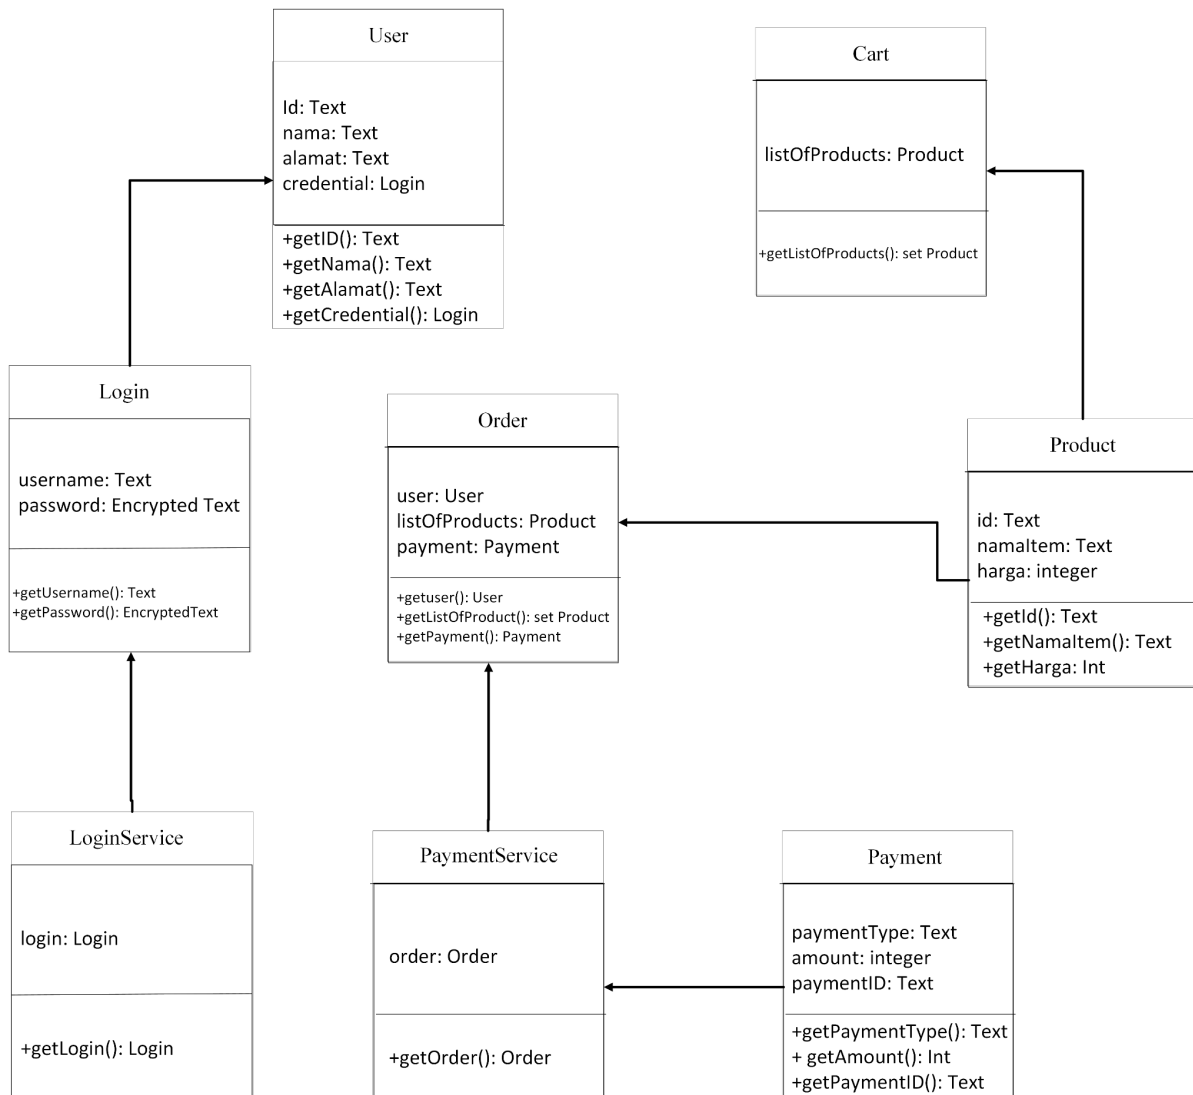 User
Id: Text
nama: Text
alamat: Text
credential: Login
+getID(): Text
+getNama(): Text
+getAlamat(): Text
+getCredential(): Login
Cart
listOfProducts: Product
+getListOfProducts(): set Product
Login
username: Text
password: Encrypted Text
+getUsername(): Text
+getPassword(): EncryptedText
Order
user: User
listOfProducts: Product
payment: Payment
+getuser(): User
+getListOfProduct(): set Product
+getPayment(): Payment
Product
id: Text
namaItem: Text
harga: integer
+getId(): Text
+getNamaItem(): Text
+getHarga: Int
LoginService
login: Login
+getLogin(): Login
PaymentService
order: Order
+getOrder(): Order
Payment
paymentType: Text
amount: integer
paymentID: Text
+getPaymentType(): Text
+ getAmount(): Int
+getPaymentID(): Text